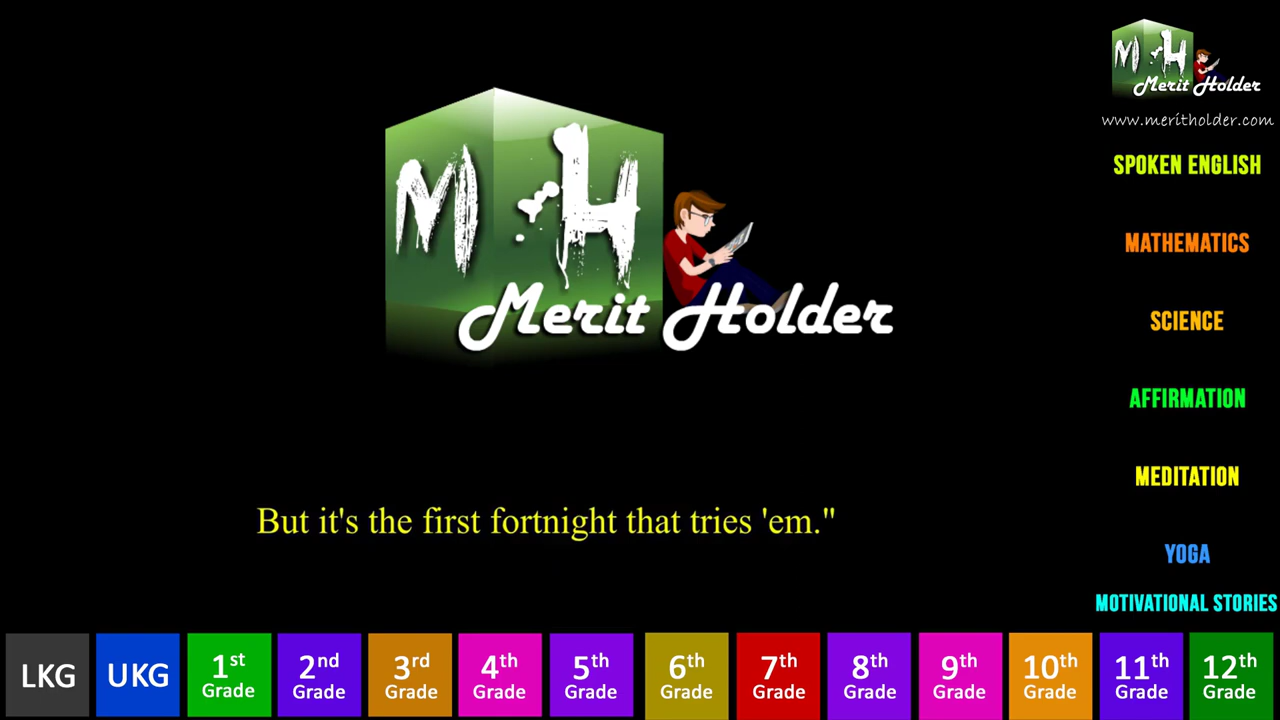 M H
Merit Holder
M H
Merit Holder
www.meritholder.com
SPOKEN ENGLISH
MATHEMATICS
SCIENCE
AFFIRMATION
MEDITATION
YOGA
MOTIVATIONAL STORIES
But it's the first fortnight that tries 'em."
LKG
UKG
1st Grade
2nd Grade
3rd Grade
4th Grade
5th Grade
6th Grade
7th Grade
8th Grade
9th Grade
10th Grade
11th Grade
12th Grade